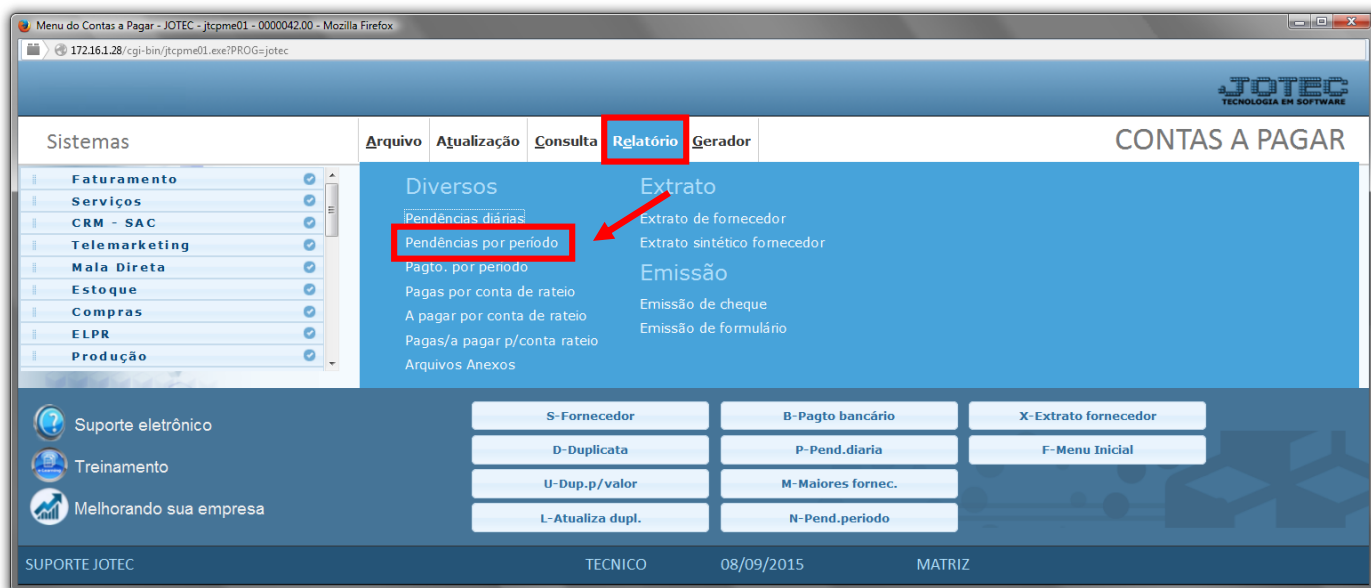 Menu do Contas a Pagar - JOTEC - jtcpme01 - 0000042.00 - Mozilla Firefox
172.16.1.28/cgi-bin/jtcpme01.exe?PROG=jotec
JOTEC
TECNOLOGIA EM SOFTWARE
Sistemas
Arquivo Atualização Consulta Relatório Gerador
CONTAS A PAGAR
Faturamento
Serviços
CRM - SAC
Telemarketing
Mala Direta
Estoque
Compras
ELPR
Produção
Diversos
Pendências diárias
Pendências por período
Pagto. por período
Pagas por conta de rateio
A pagar por conta de rateio
Pagas/a pagar p/conta rateio
Arquivos Anexos
Extrato
Extrato de fornecedor
Extrato sintético fornecedor
Emissão
Emissão de cheque
Emissão de formulário
Suporte eletrônico
Treinamento
Melhorando sua empresa
S-Fornecedor B-Pagto bancário X-Extrato fornecedor
D-Duplicata P-Pend.diaria F-Menu Inicial
U-Dup.p/valor M-Maiores fornec.
L-Atualiza dupl. N-Pend.periodo
SUPORTE JOTEC TECNICO 08/09/2015 MATRIZ